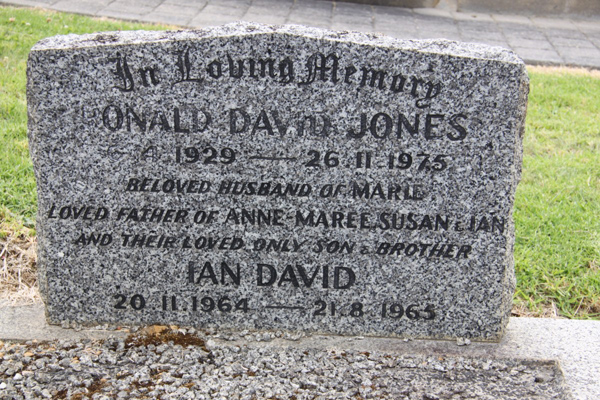 In Loving Memory
ONALD DAVID JONES
4. 1929 — 26.11.1975
BELOVED HUSBAND OF MARIE
LOVED FATHER OF ANNE-MAREE, SUSAN & IAN
AND THEIR LOVED ONLY SON & BROTHER
IAN DAVID
20.11.1964 — 21.8.1965